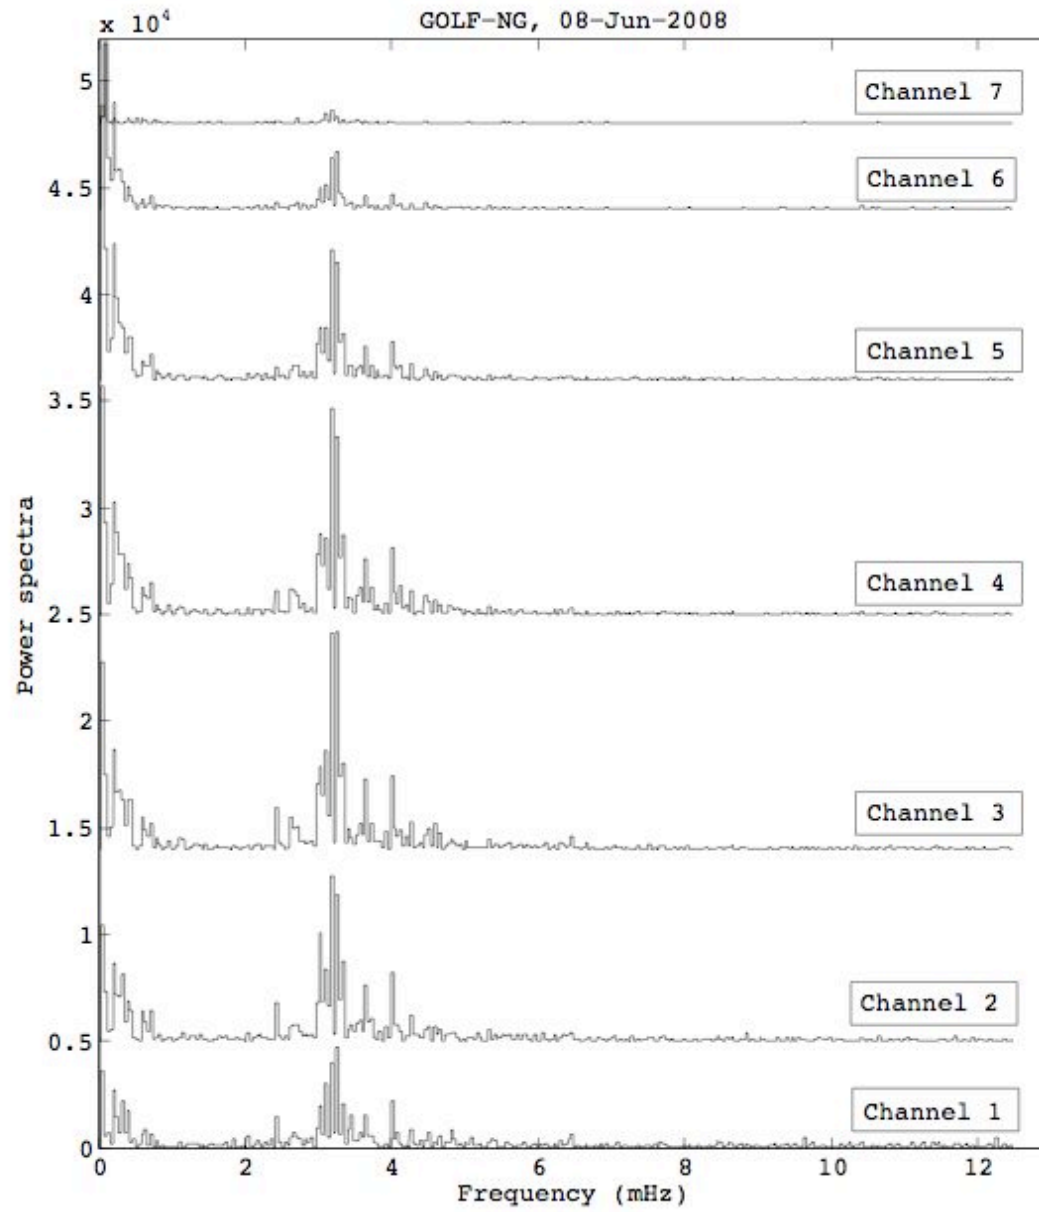 x 10^4
GOLF-NG, 08-Jun-2008
5
Channel 7
4.5
Channel 6
4
Channel 5
3.5
3
Channel 4
2.5
Power spectra
2
Channel 3
1.5
1
Channel 2
0.5
Channel 1
0
0 2 4 6 8 10 12
Frequency (mHz)